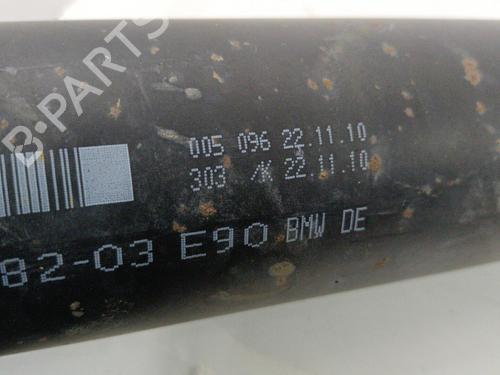 B-PARTS
005 096 22.11.10
303 /K 22.11.10
82-03 E90 BMW DE